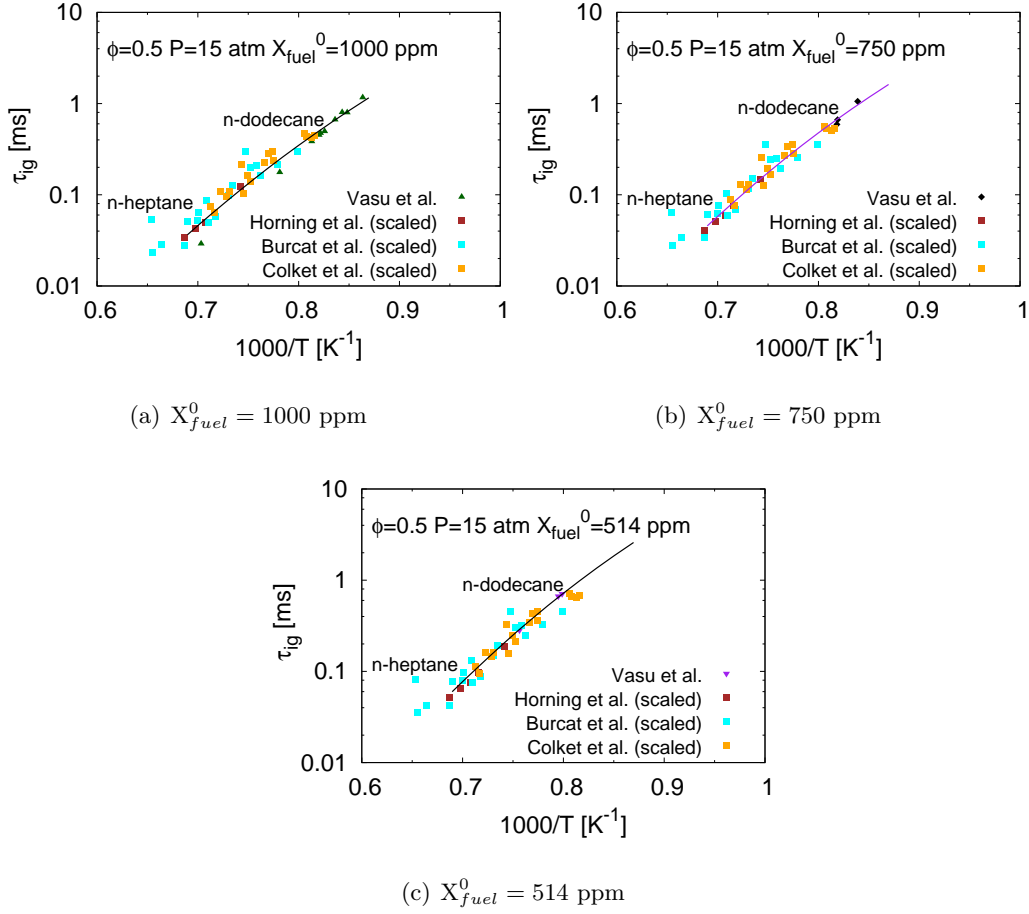 φ=0.5 P=15 atm X_fuel^0=1000 ppm
n-dodecane
n-heptane
Vasu et al.
Horning et al. (scaled)
Burcat et al. (scaled)
Colket et al. (scaled)
τ_ig [ms]
10
1
0.1
0.01
0.6 0.7 0.8 0.9 1
1000/T [K^-1]
(a) X^0_fuel = 1000 ppm
φ=0.5 P=15 atm X_fuel^0=750 ppm
n-dodecane
n-heptane
Vasu et al.
Horning et al. (scaled)
Burcat et al. (scaled)
Colket et al. (scaled)
τ_ig [ms]
10
1
0.1
0.01
0.6 0.7 0.8 0.9 1
1000/T [K^-1]
(b) X^0_fuel = 750 ppm
φ=0.5 P=15 atm X_fuel^0=514 ppm
n-dodecane
n-heptane
Vasu et al.
Horning et al. (scaled)
Burcat et al. (scaled)
Colket et al. (scaled)
τ_ig [ms]
10
1
0.1
0.01
0.6 0.7 0.8 0.9 1
1000/T [K^-1]
(c) X^0_fuel = 514 ppm